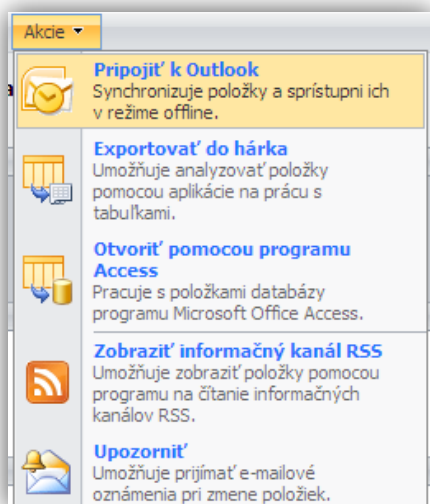 Akcie
Pripojiť k Outlook
Synchronizuje položky a sprístupni ich
v režime offline.
Exportovať do hárka
Umožňuje analyzovať položky
pomocou aplikácie na prácu s
tabuľkami.
Otvoriť pomocou programu
Access
Pracuje s položkami databázy
programu Microsoft Office Access.
Zobraziť informačný kanál RSS
Umožňuje zobraziť položky pomocou
programu na čítanie informačných
kanálov RSS.
Upozorniť
Umožňuje prijímať e-mailové
oznámenia pri zmene položiek.